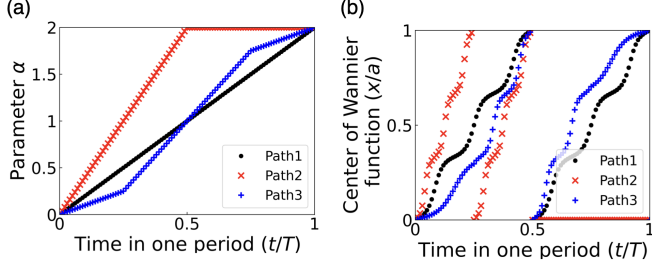 (a)
Parameter α
2
1.5
1
0.5
0
0
0.5
1
Time in one period (t/T)
Path1
Path2
Path3
(b)
Center of Wannier
function (x/a)
1
0.5
0
0
0.5
1
Time in one period (t/T)
Path1
Path2
Path3